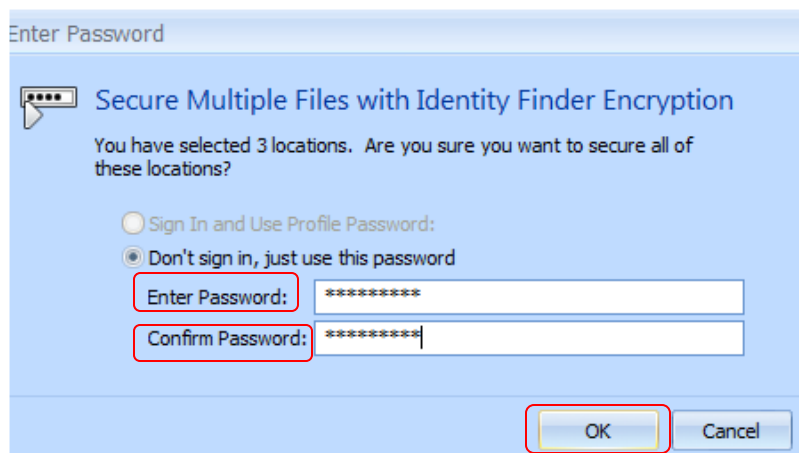 Enter Password
Secure Multiple Files with Identity Finder Encryption
You have selected 3 locations.  Are you sure you want to secure all of
these locations?
Sign In and Use Profile Password:
Don't sign in, just use this password
Enter Password: *********
Confirm Password: *********
OK Cancel